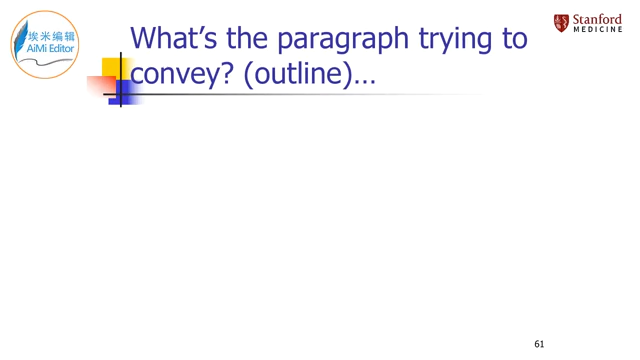 埃米编辑
AiMi Editor
What's the paragraph trying to
convey? (outline)…
Stanford
MEDICINE
61